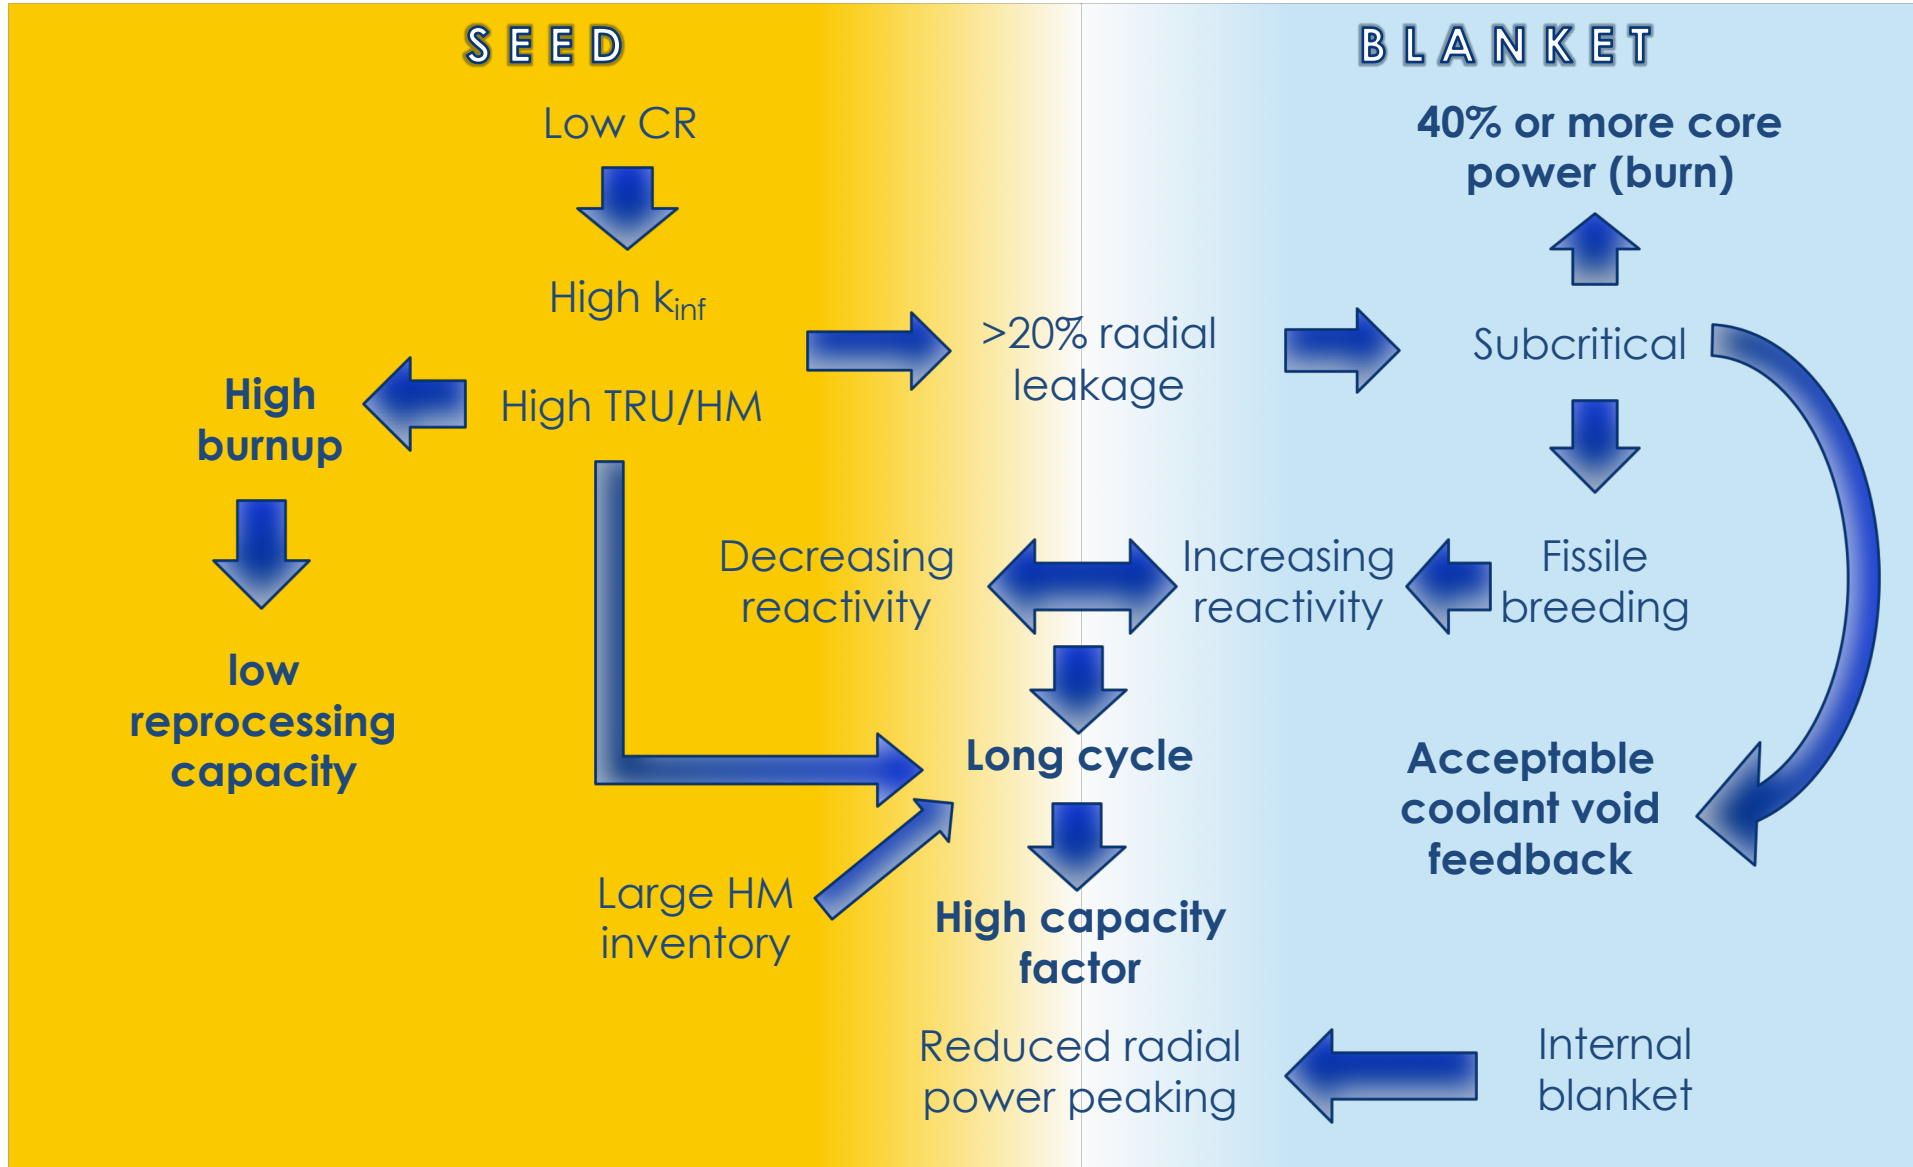 SEED
BLANKET
Low CR
40% or more core
power (burn)
High kinf
>20% radial
leakage
Subcritical
High
burnup
High TRU/HM
Decreasing
reactivity
Increasing
reactivity
Fissile
breeding
low
reprocessing
capacity
Long cycle
Acceptable
coolant void
feedback
Large HM
inventory
High capacity
factor
Reduced radial
power peaking
Internal
blanket